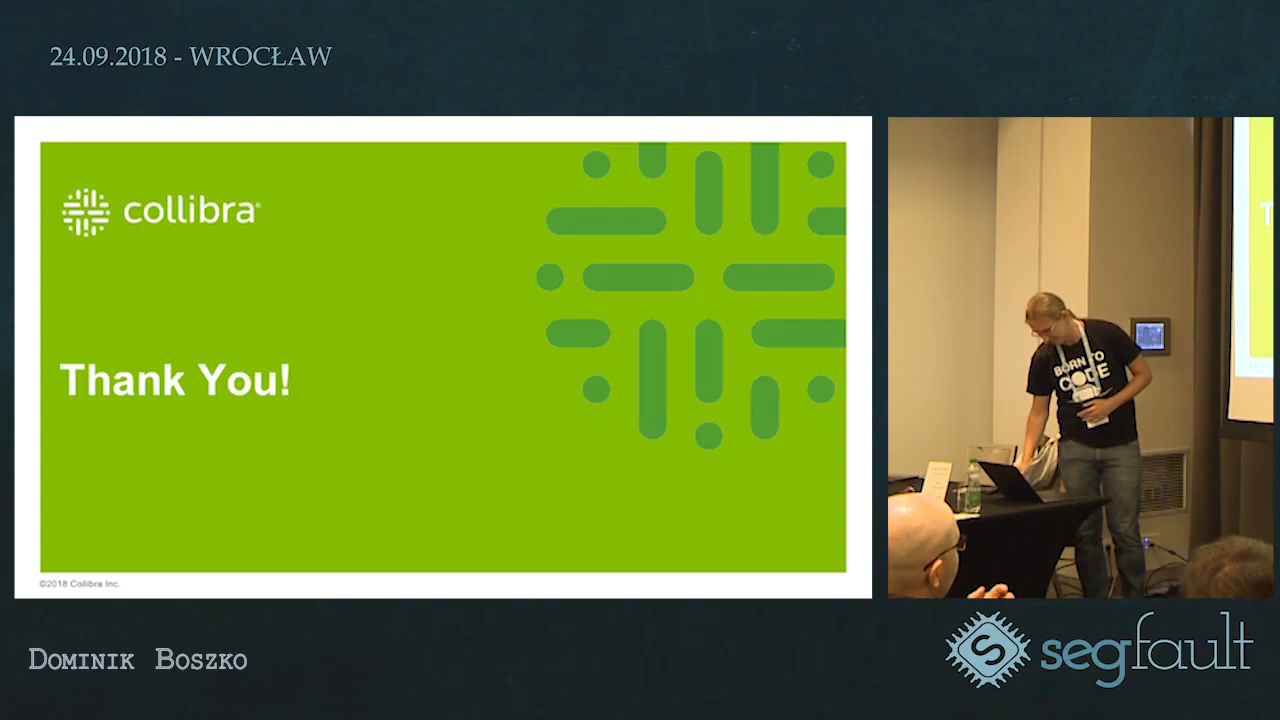 24.09.2018 - WROCŁAW
collibra®
Thank You!
©2018 Collibra Inc.
BORN TO
CODE
T
Dominik Boszko
S
segfault